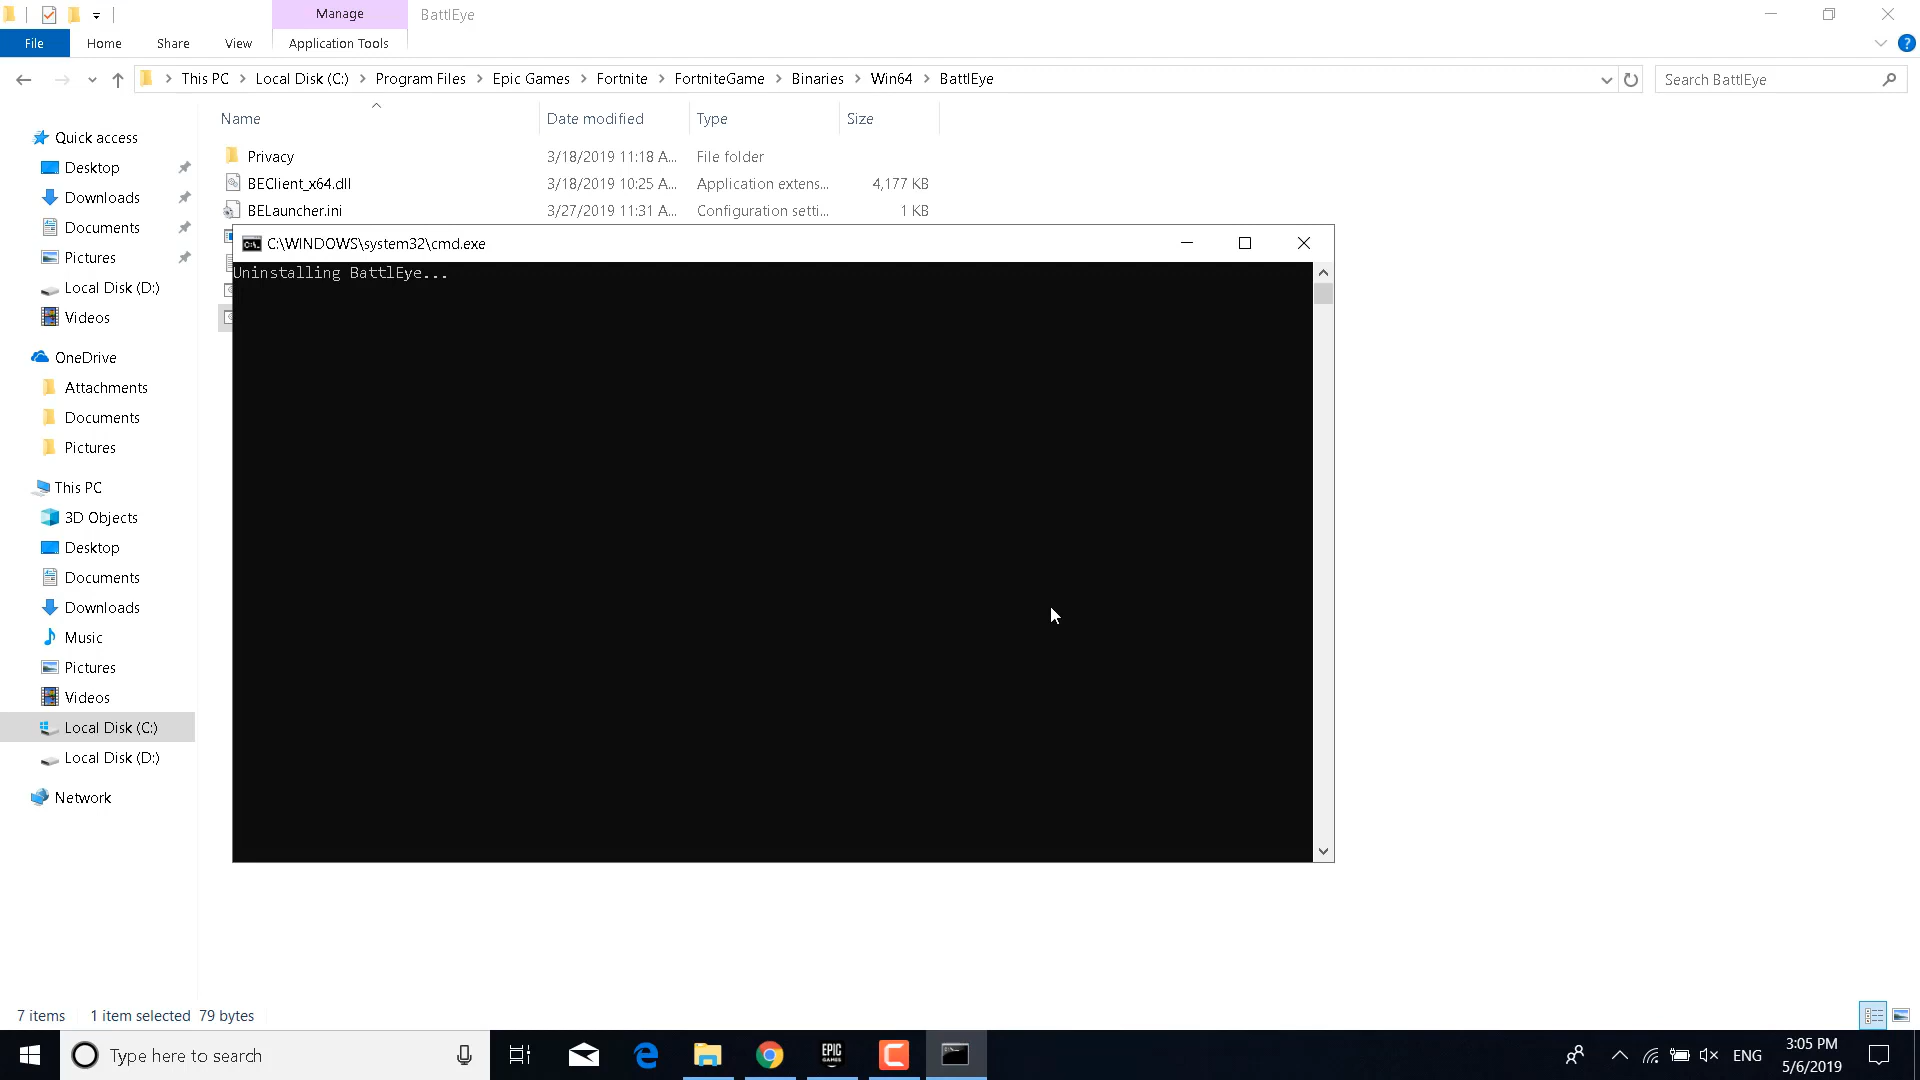 Manage
BattlEye
File
Home
Share
View
Application Tools
This PC
Local Disk (C:)
Program Files
Epic Games
Fortnite
FortniteGame
Binaries
Win64
BattlEye
Search BattlEye
Name
Date modified
Type
Size
Privacy
3/18/2019 11:18 A...
File folder
BEClient_x64.dll
3/18/2019 10:25 A...
Application extens...
4,177 KB
BELauncher.ini
3/27/2019 11:31 A...
Configuration setti...
1 KB
Quick access
Desktop
Downloads
Documents
Pictures
Local Disk (D:)
Videos
OneDrive
Attachments
Documents
Pictures
This PC
3D Objects
Desktop
Documents
Downloads
Music
Pictures
Videos
Local Disk (C:)
Local Disk (D:)
Network
C:\WINDOWS\system32\cmd.exe
Uninstalling BattlEye...
7 items
1 item selected 79 bytes
Type here to search
EPIC
GAMES
ENG
3:05 PM
5/6/2019